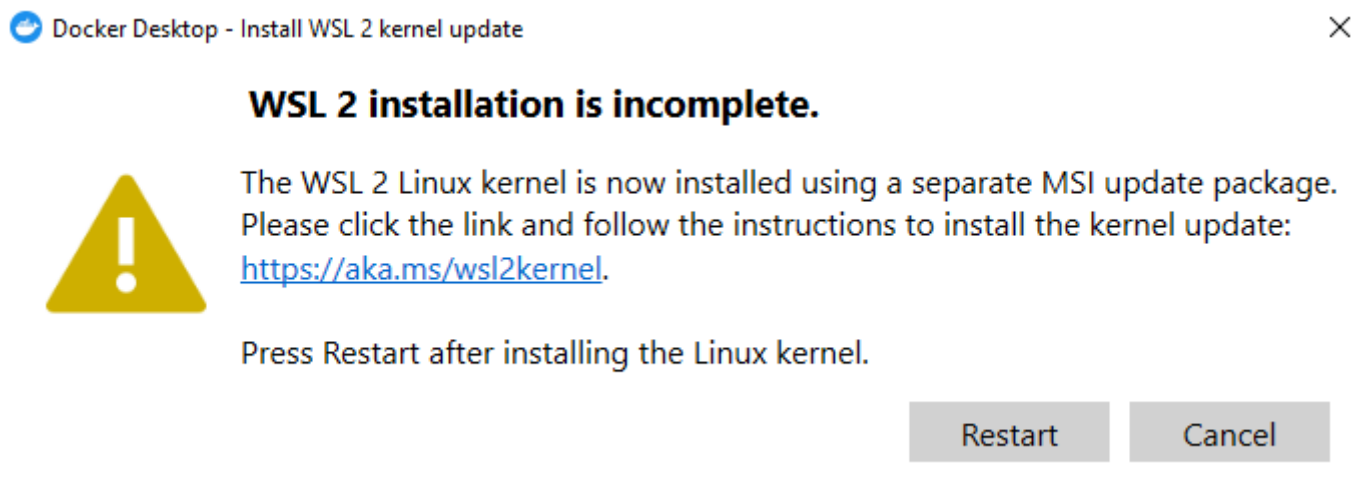 Docker Desktop - Install WSL 2 kernel update
WSL 2 installation is incomplete.
The WSL 2 Linux kernel is now installed using a separate MSI update package.
Please click the link and follow the instructions to install the kernel update:
https://aka.ms/wsl2kernel.
Press Restart after installing the Linux kernel.
Restart Cancel